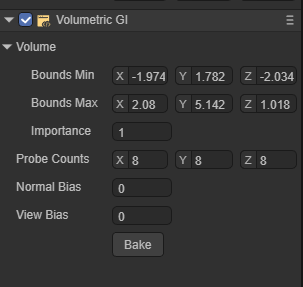 Volumetric GI
Volume
Bounds Min X -1.974 Y 1.782 Z -2.034
Bounds Max X 2.08 Y 5.142 Z 1.018
Importance 1
Probe Counts X 8 Y 8 Z 8
Normal Bias 0
View Bias 0
Bake